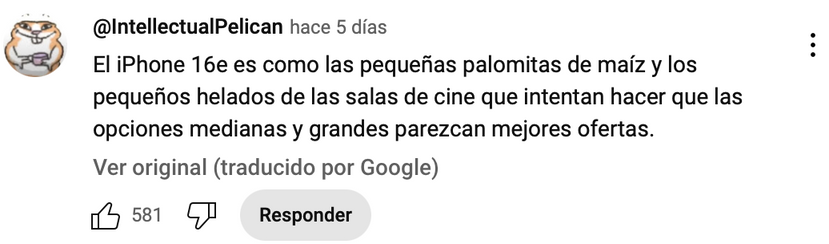 @IntellectualPelican hace 5 días
El iPhone 16e es como las pequeñas palomitas de maíz y los
pequeños helados de las salas de cine que intentan hacer que las
opciones medianas y grandes parezcan mejores ofertas.
Ver original (traducido por Google)
581 Responder